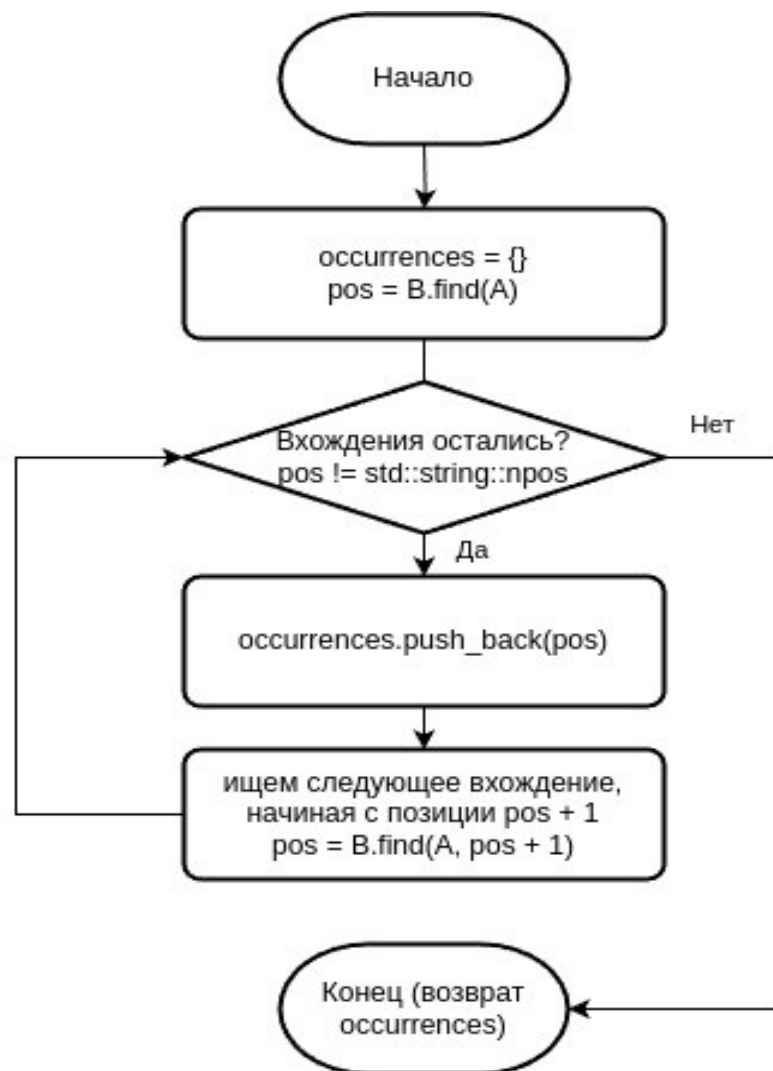 Начало
occurrences = {}
pos = B.find(A)
Вхождения остались?
pos != std::string::npos
Нет
Да
occurrences.push_back(pos)
ищем следующее вхождение,
начиная с позиции pos + 1
pos = B.find(A, pos + 1)
Конец (возврат
occurrences)